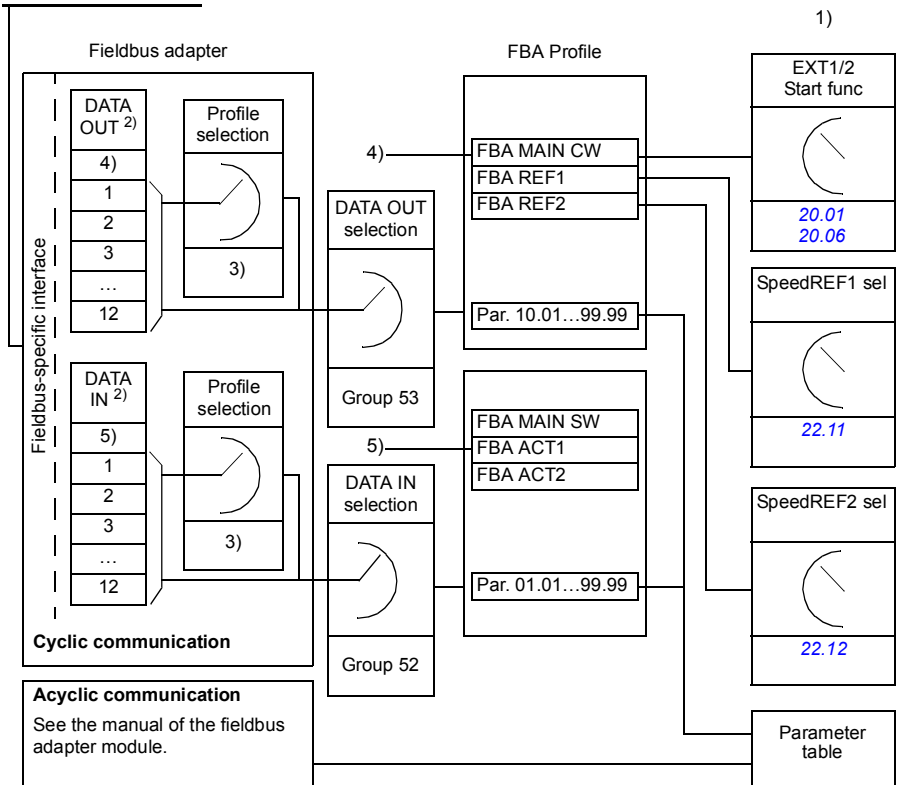 1)
Fieldbus adapter
FBA Profile
Fieldbus-specific interface
DATA
OUT 2)
4)
1
2
3
…
12
Profile
selection
3)
DATA
IN 2)
5)
1
2
3
…
12
Profile
selection
3)
Cyclic communication
4)
DATA OUT
selection
Group 53
5)
DATA IN
selection
Group 52
FBA MAIN CW
FBA REF1
FBA REF2
Par. 10.01…99.99
FBA MAIN SW
FBA ACT1
FBA ACT2
Par. 01.01…99.99
EXT1/2
Start func
20.01
20.06
SpeedREF1 sel
22.11
SpeedREF2 sel
22.12
Acyclic communication
See the manual of the fieldbus
adapter module.
Parameter
table